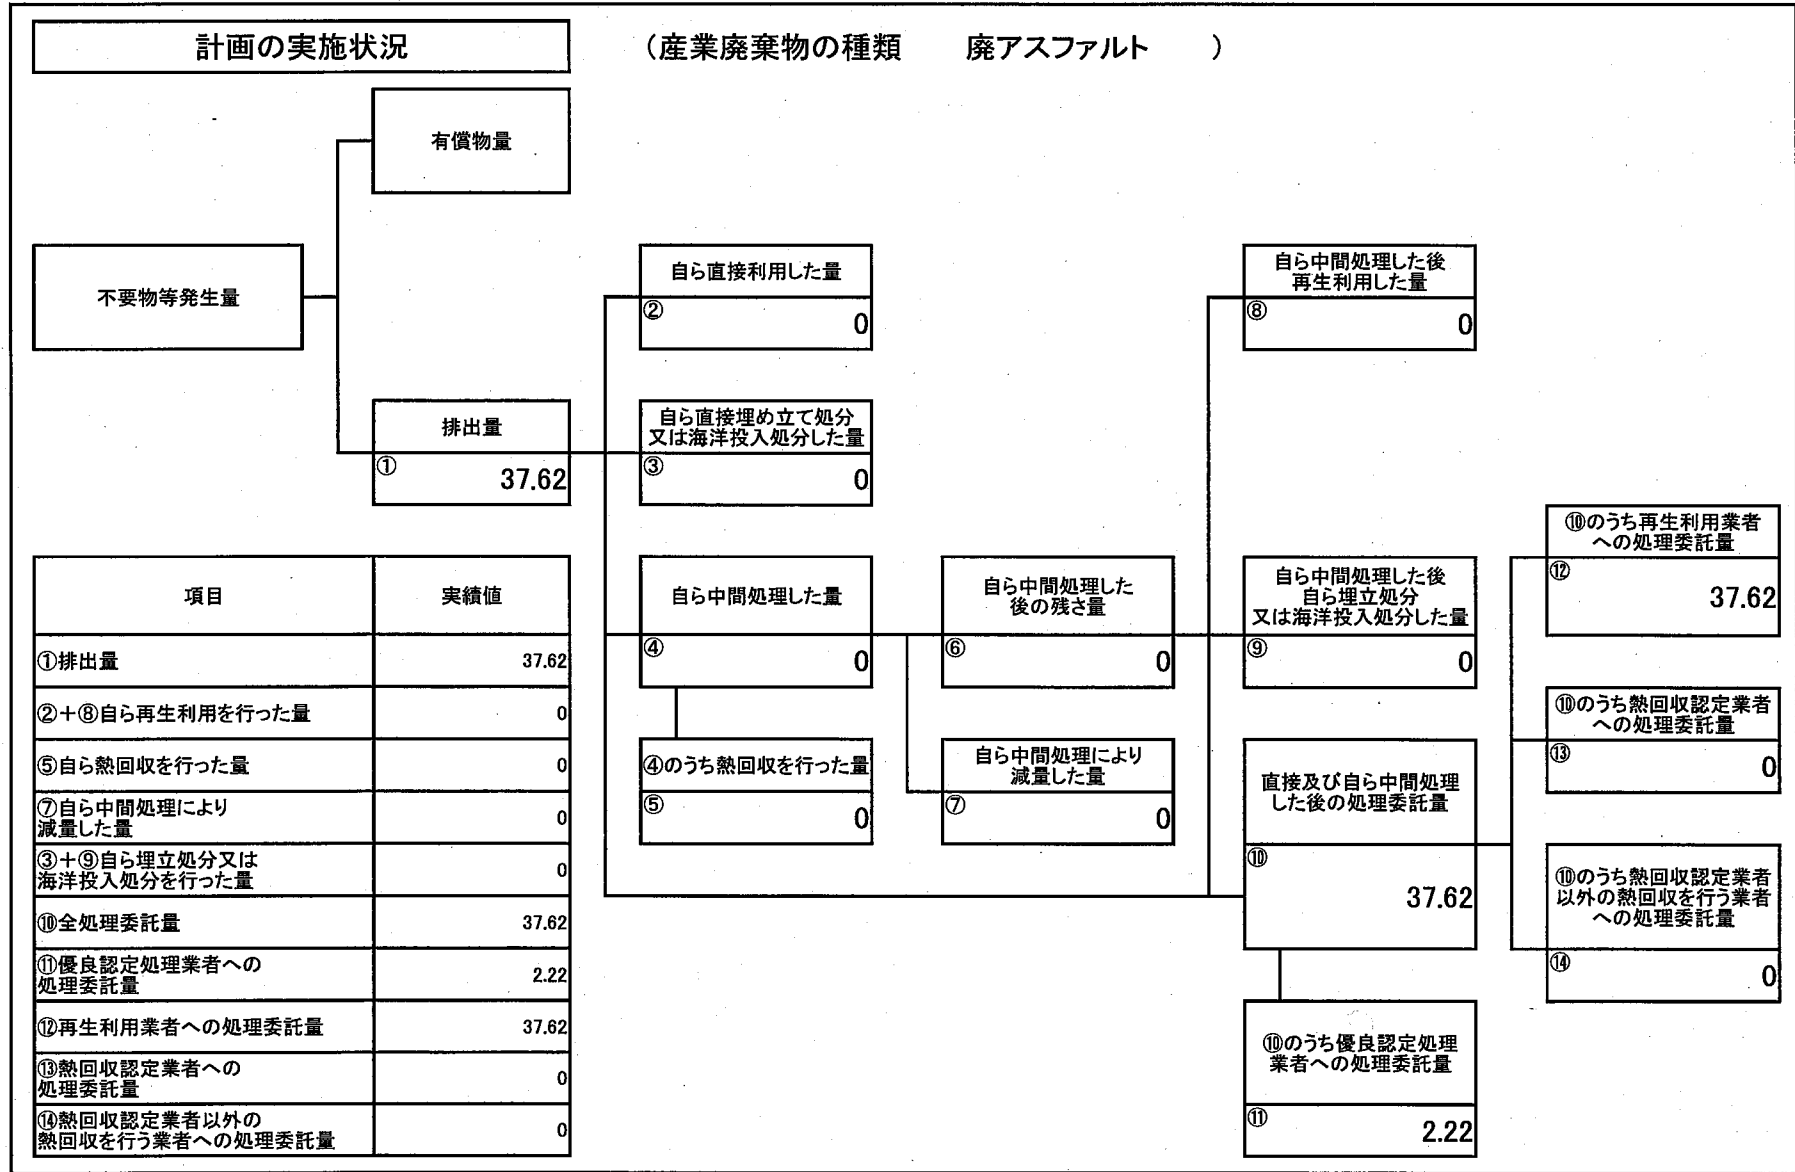 計画の実施状況
（産業廃棄物の種類　　廃アスファルト　　）
有償物量
不要物等発生量
排出量
①
37.62
自ら直接利用した量
②
0
自ら直接埋め立て処分
又は海洋投入処分した量
③
0
自ら中間処理した量
④
0
④のうち熱回収を行った量
⑤
0
自ら中間処理した
後の残さ量
⑥
0
自ら中間処理により
減量した量
⑦
0
自ら中間処理した後
再生利用した量
⑧
0
自ら中間処理した後
自ら埋立処分
又は海洋投入処分した量
⑨
0
直接及び自ら中間処理
した後の処理委託量
⑩
37.62
⑩のうち優良認定処理
業者への処理委託量
⑪
2.22
⑩のうち再生利用業者
への処理委託量
⑫
37.62
⑩のうち熱回収認定業者
への処理委託量
⑬
0
⑩のうち熱回収認定業者
以外の熱回収を行う業者
への処理委託量
⑭
0
項目 実績値
①排出量 37.62
②＋⑧自ら再生利用を行った量 0
⑤自ら熱回収を行った量 0
⑦自ら中間処理により
減量した量 0
③＋⑨自ら埋立処分又は
海洋投入処分を行った量 0
⑩全処理委託量 37.62
⑪優良認定処理業者への
処理委託量 2.22
⑫再生利用業者への処理委託量 37.62
⑬熱回収認定業者への
処理委託量 0
⑭熱回収認定業者以外の
熱回収を行う業者への処理委託量 0